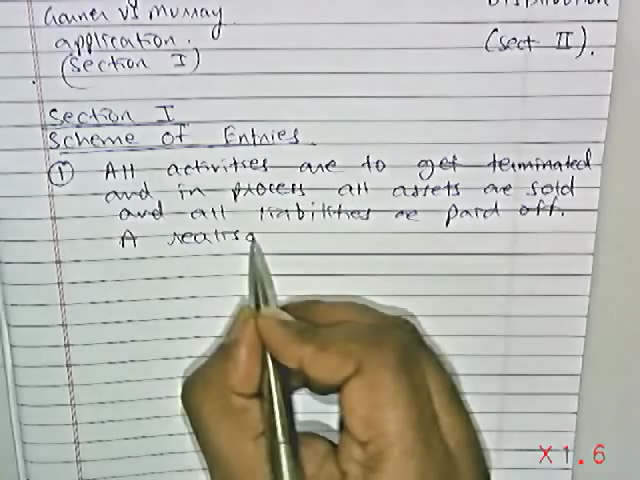 Garner vs Murray
application.
(Section I)
(sect II).
Section I
Scheme of Entries.
① All activities are to get terminated
and in process all assets are sold
and all liabilities are paid off.
A realisa
X1.6